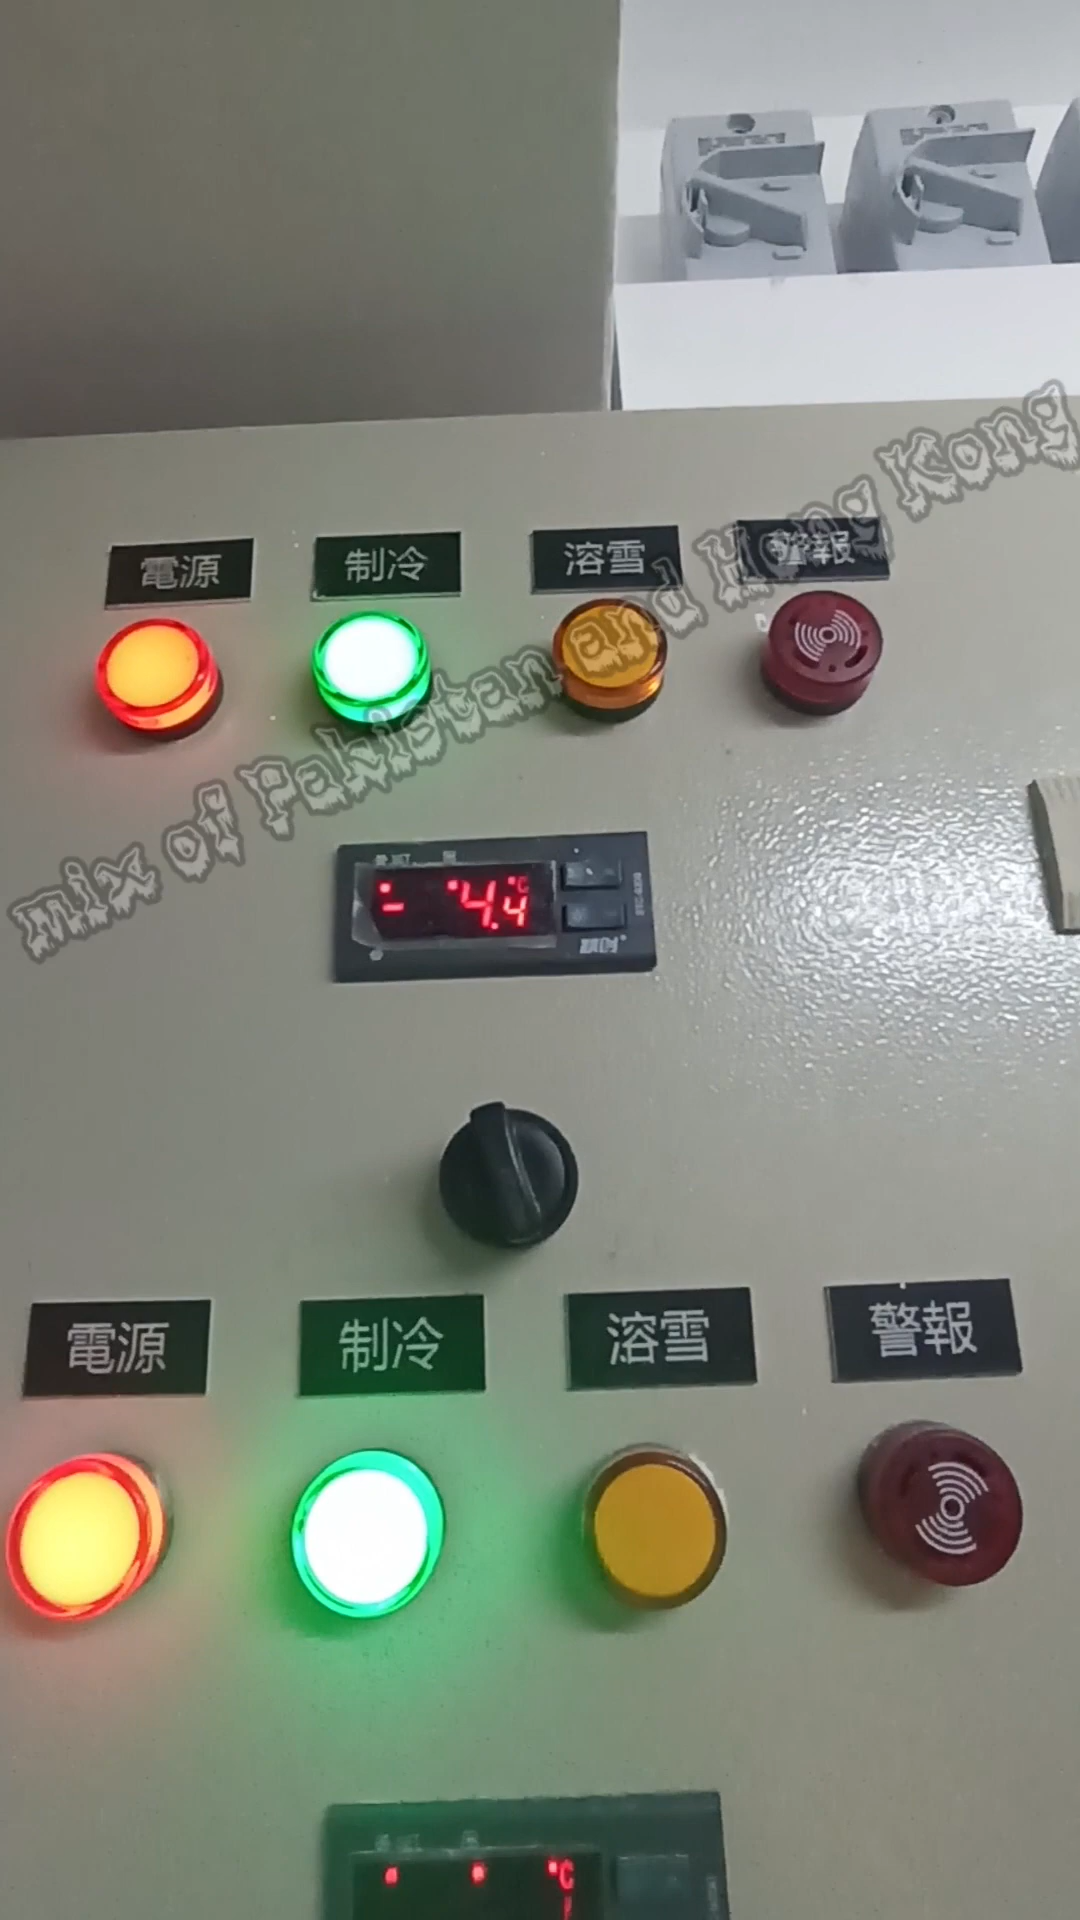 電源 制冷 溶雪 警報
mix of Pakistan and Hong Kong
SET
-4.4 °C
電源 制冷 溶雪 警報
°C